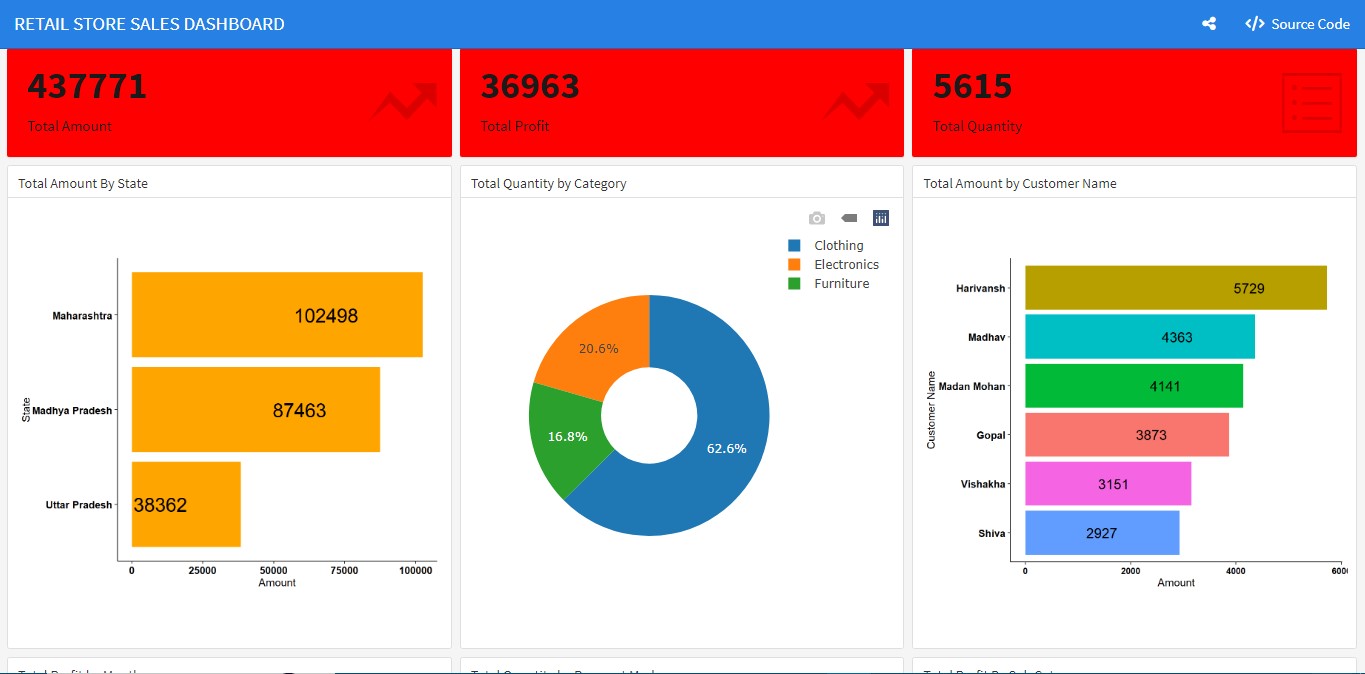 RETAIL STORE SALES DASHBOARD
Source Code
437771
Total Amount
36963
Total Profit
5615
Total Quantity
Total Amount By State
State
Maharashtra
102498
Madhya Pradesh
87463
Uttar Pradesh
38362
0 25000 50000 75000 100000
Amount
Total Quantity by Category
Clothing
Electronics
Furniture
20.6%
16.8%
62.6%
Total Amount by Customer Name
Customer Name
Harivansh
5729
Madhav
4363
Madan Mohan
4141
Gopal
3873
Vishakha
3151
Shiva
2927
0 2000 4000
Amount